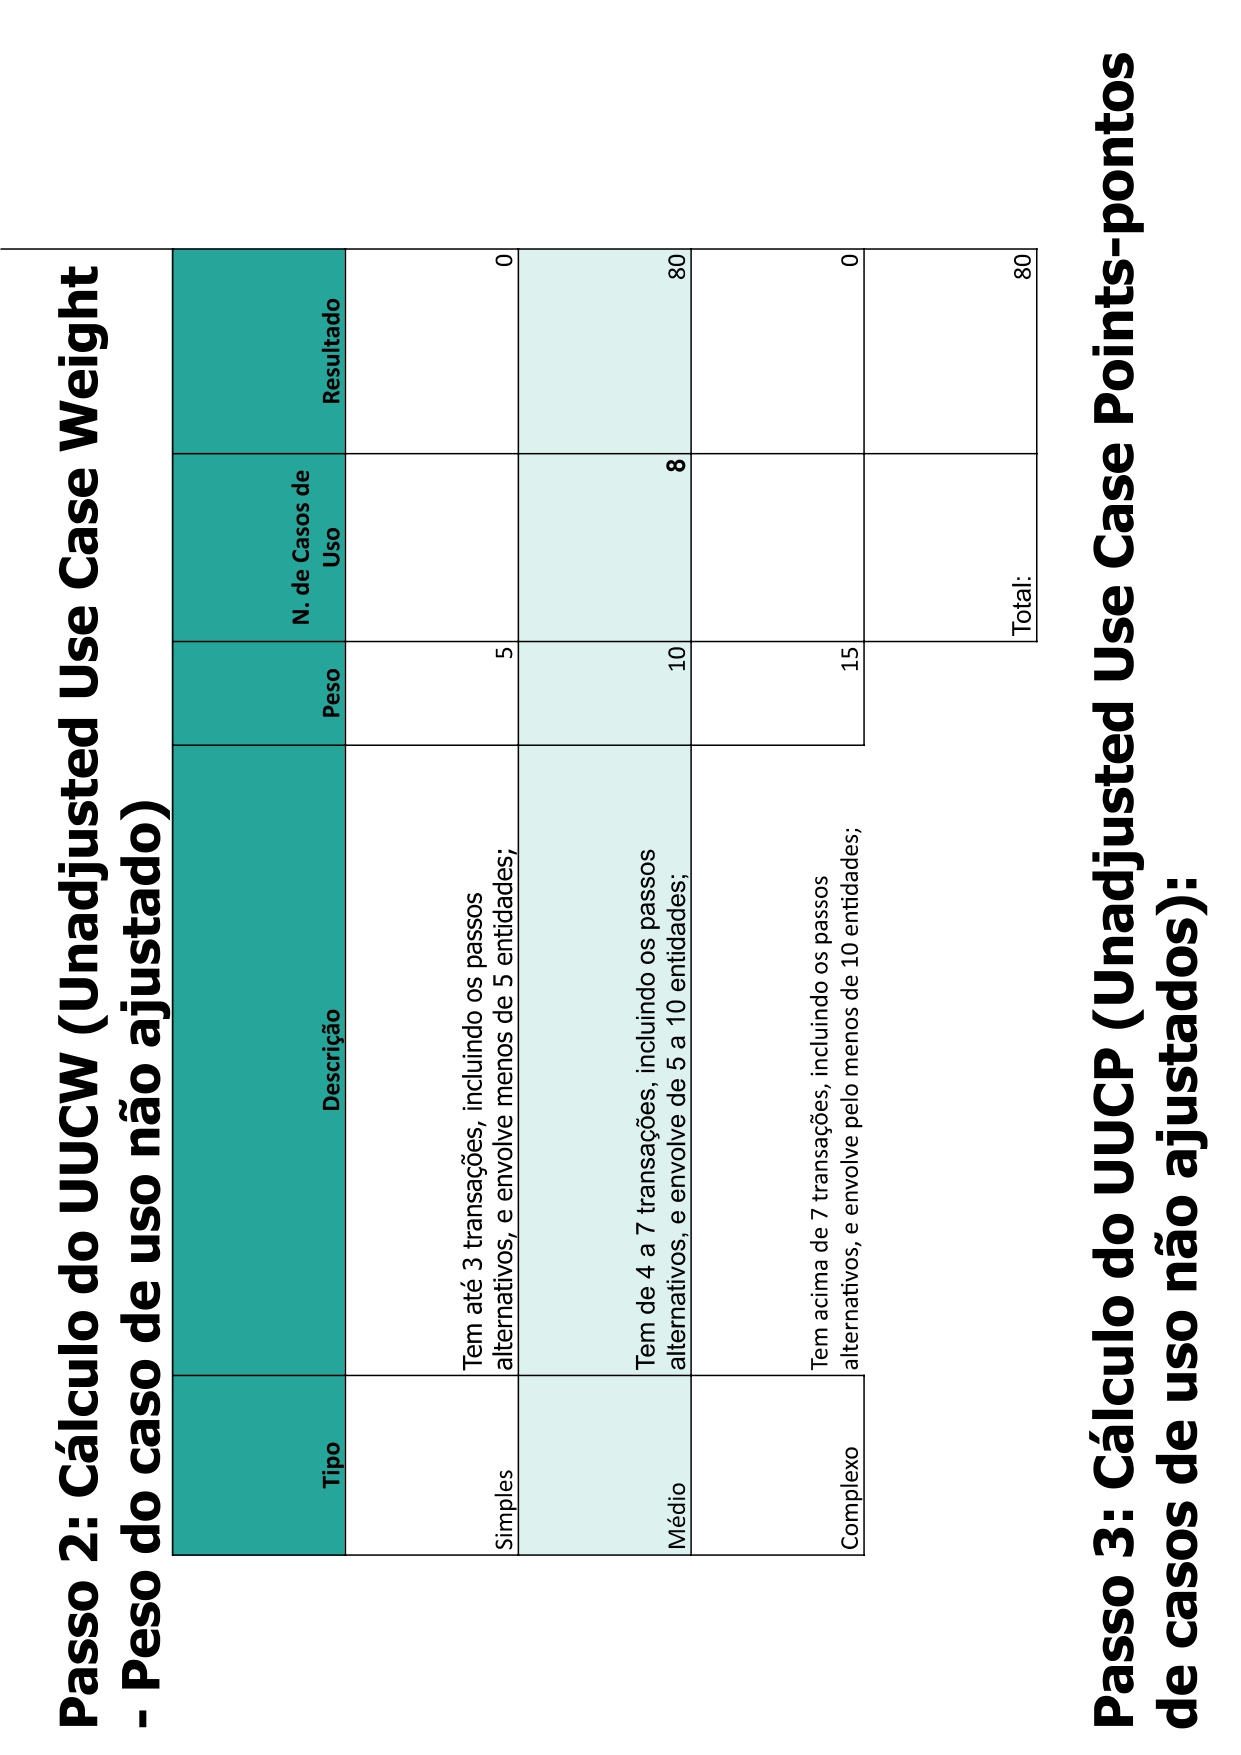 Passo 2: Cálculo do UUCW (Unadjusted Use Case Weight
- Peso do caso de uso não ajustado)
Tipo Descrição Peso N. de Casos de
Uso Resultado
Simples Tem até 3 transações, incluindo os passos
alternativos, e envolve menos de 5 entidades; 5 0
Médio Tem de 4 a 7 transações, incluindo os passos
alternativos, e envolve de 5 a 10 entidades; 10 8 80
Complexo Tem acima de 7 transações, incluindo os passos
alternativos, e envolve pelo menos de 10 entidades; 15 0
Total: 80
Passo 3: Cálculo do UUCP (Unadjusted Use Case Points-pontos
de casos de uso não ajustados):